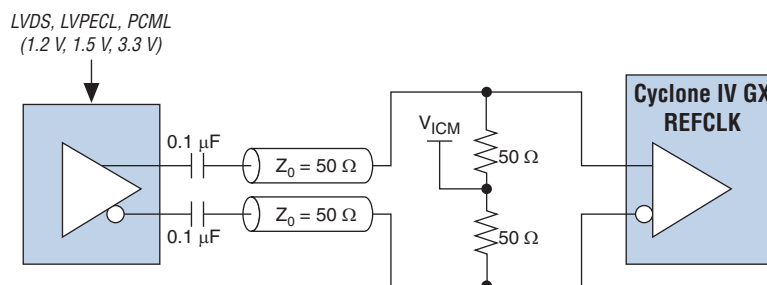 LVDS, LVPECL, PCML
(1.2 V, 1.5 V, 3.3 V)
Cyclone IV GX
REFCLK
0.1 µF
Z0 = 50 Ω
VICM
50 Ω
Z0 = 50 Ω
0.1 µF
50 Ω